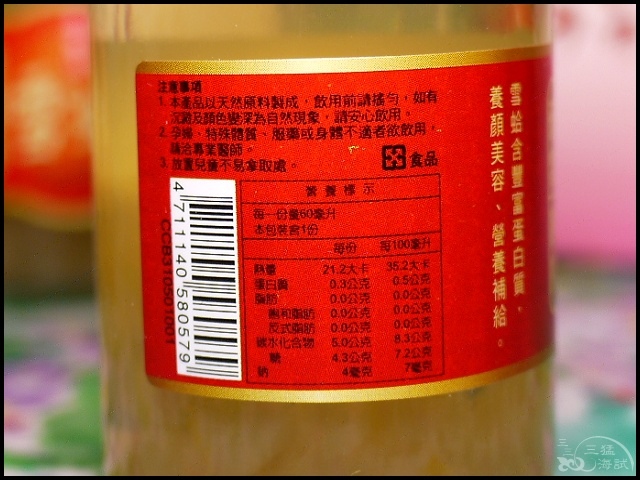 注意事項
1. 本產品以天然原料製成，飲用前請搖勻，如有
沉澱及顏色變深為自然現象，請安心飲用。
2. 孕婦、特殊體質、服藥或身體不適者欲飲用，
請洽專業醫師。
3. 放置兒童不易拿取處。
食品
營養標示
每一份量60毫升
本包裝含1份
每份 每100毫升
熱量 21.2大卡 35.2大卡
蛋白質 0.3公克 0.5公克
脂肪 0.0公克 0.0公克
飽和脂肪 0.0公克 0.0公克
反式脂肪 0.0公克 0.0公克
碳水化合物 5.0公克 8.3公克
糖 4.3公克 7.2公克
鈉 4毫克 7毫克
4 711140 580579
CCB310301001
雪蛤含豐富蛋白質，
養顏美容、營養補給。
三猛
海試